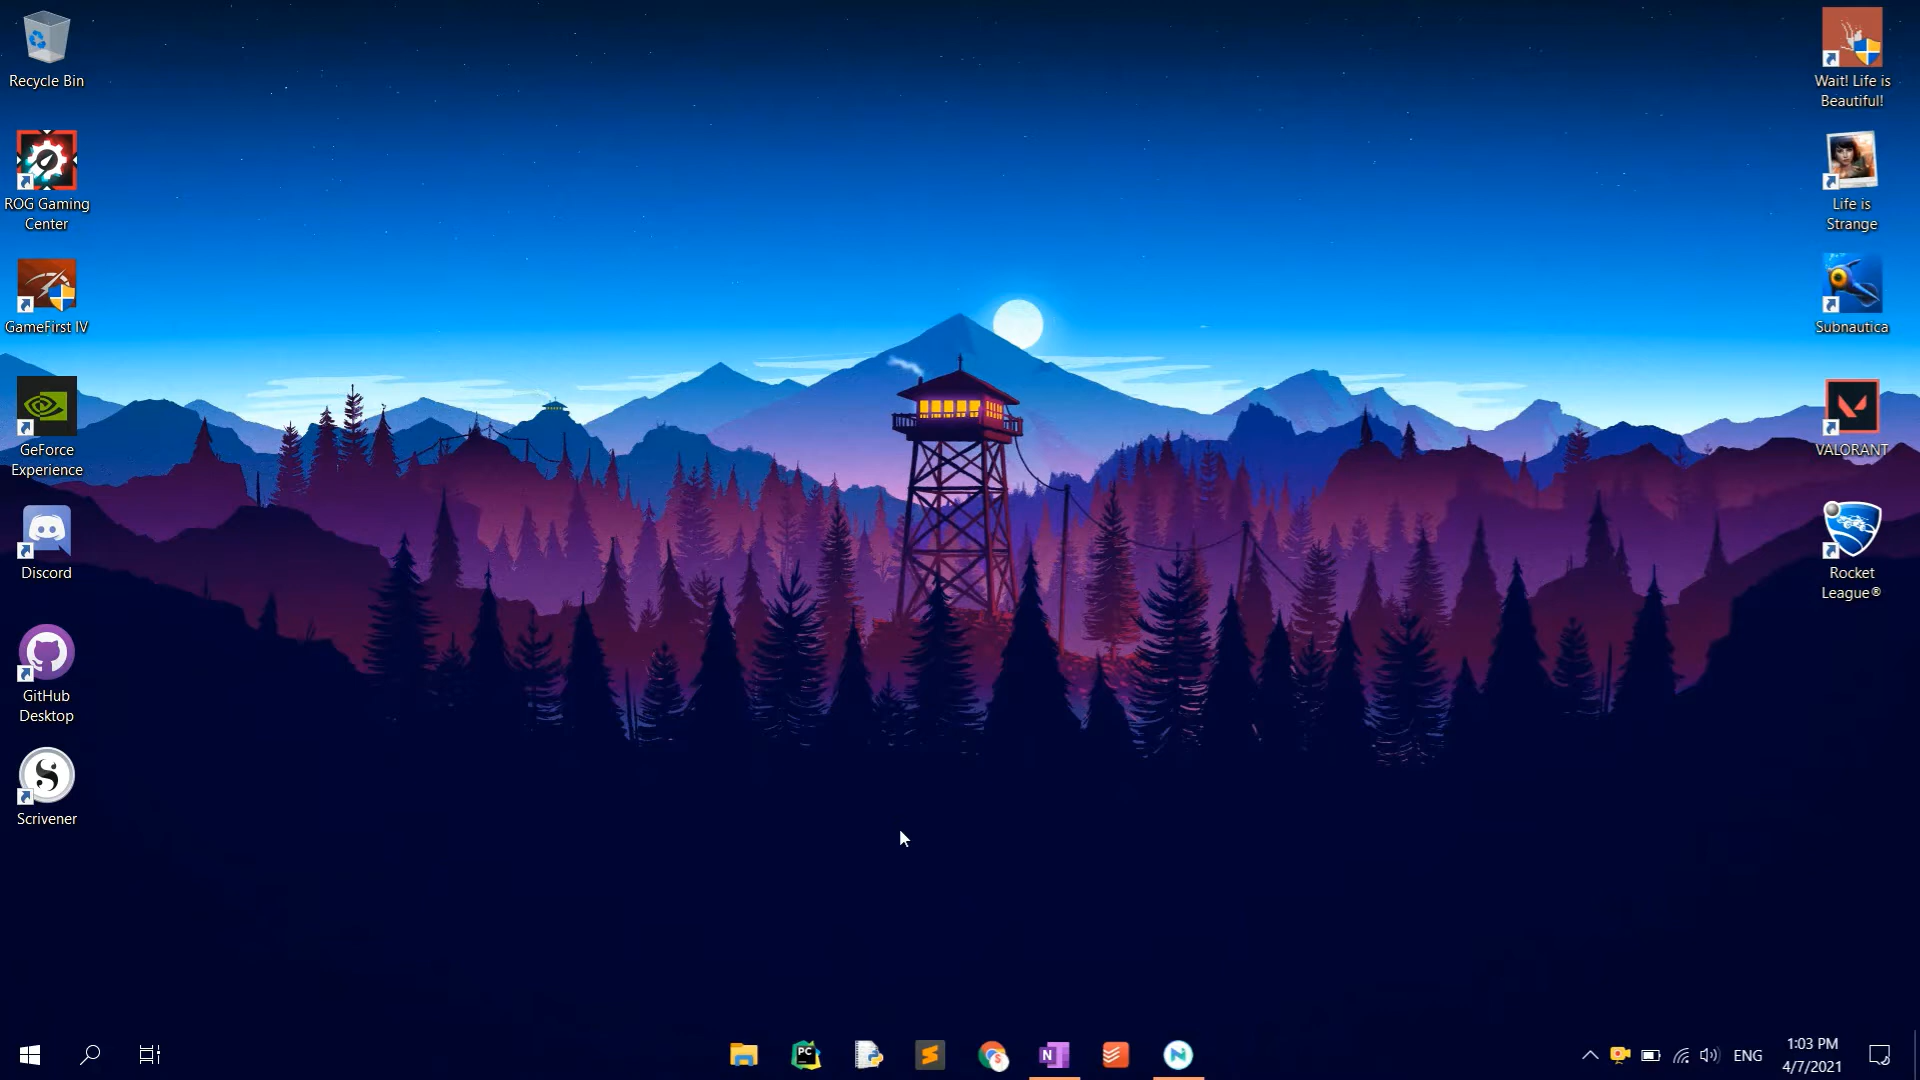 Recycle Bin
ROG Gaming
Center
GameFirst IV
GeForce
Experience
Discord
GitHub
Desktop
Scrivener
Wait! Life is
Beautiful!
Life is
Strange
Subnautica
VALORANT
Rocket
League®
PC
N
N
ENG
1:03 PM
4/7/2021